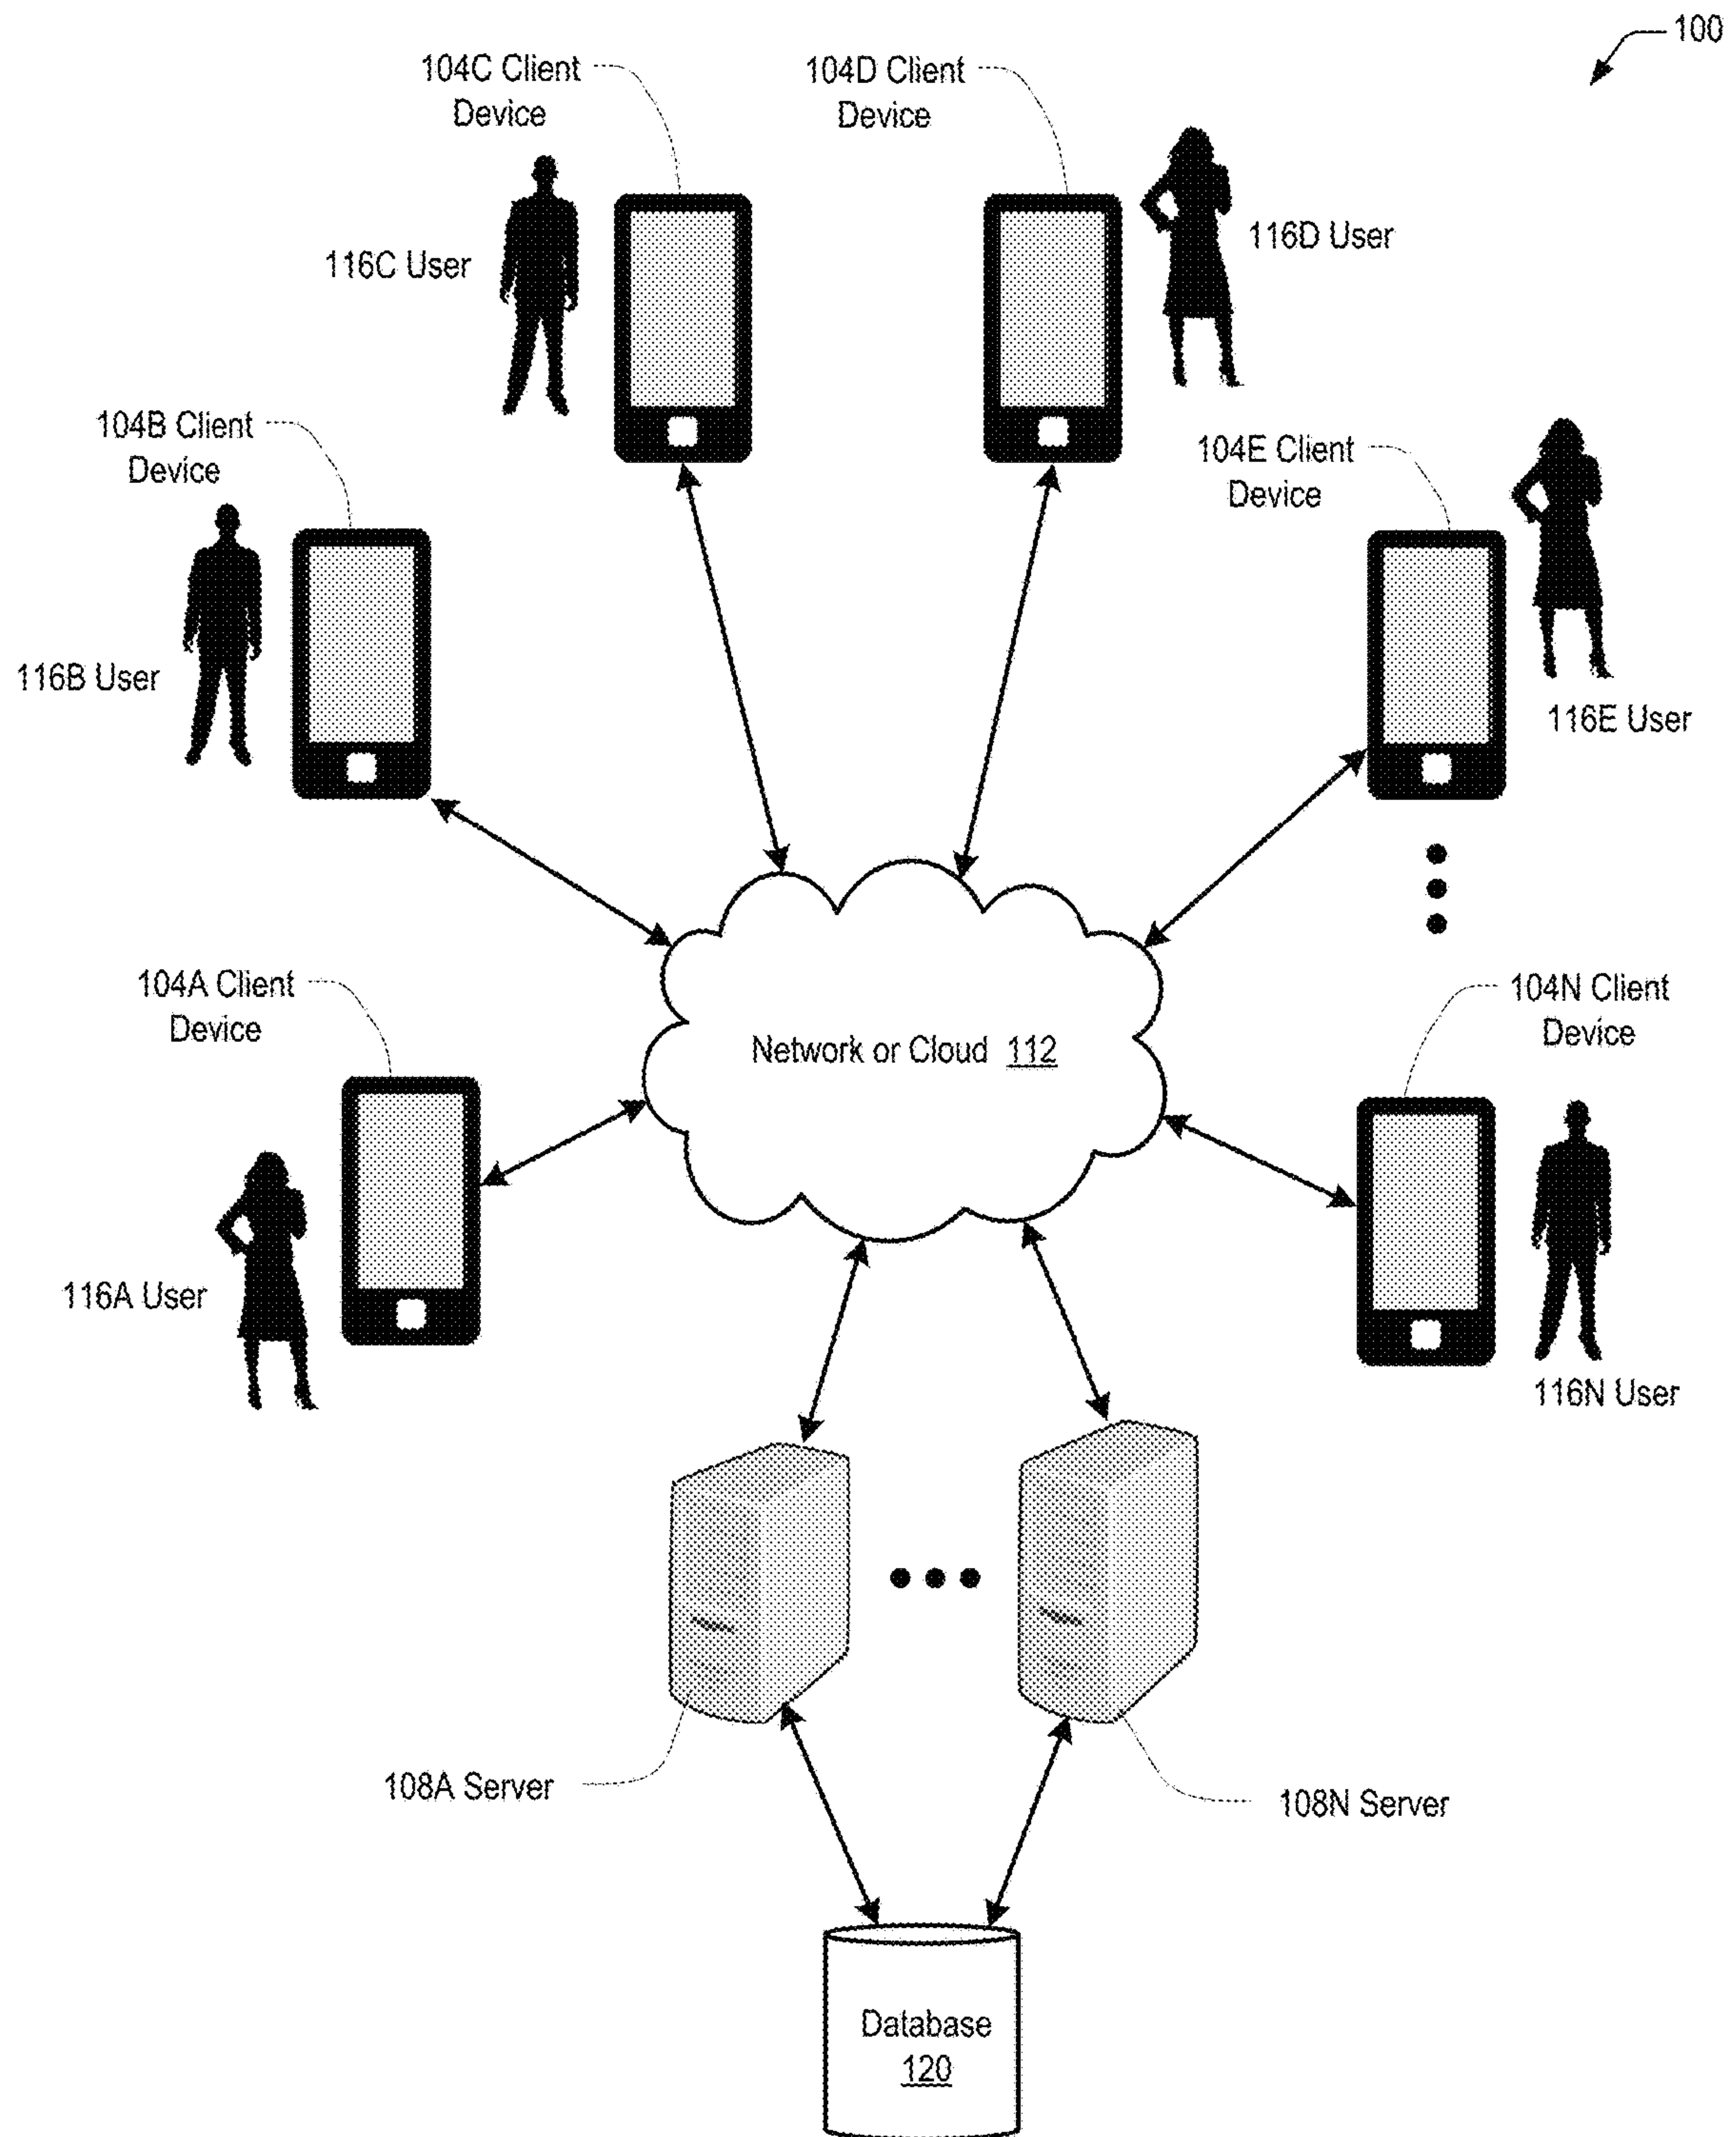 100
104C Client
Device
104D Client
Device
116C User
116D User
104B Client
Device
104E Client
Device
116B User
116E User
104A Client
Device
104N Client
Device
Network or Cloud 112
116A User
116N User
108A Server
108N Server
Database
120